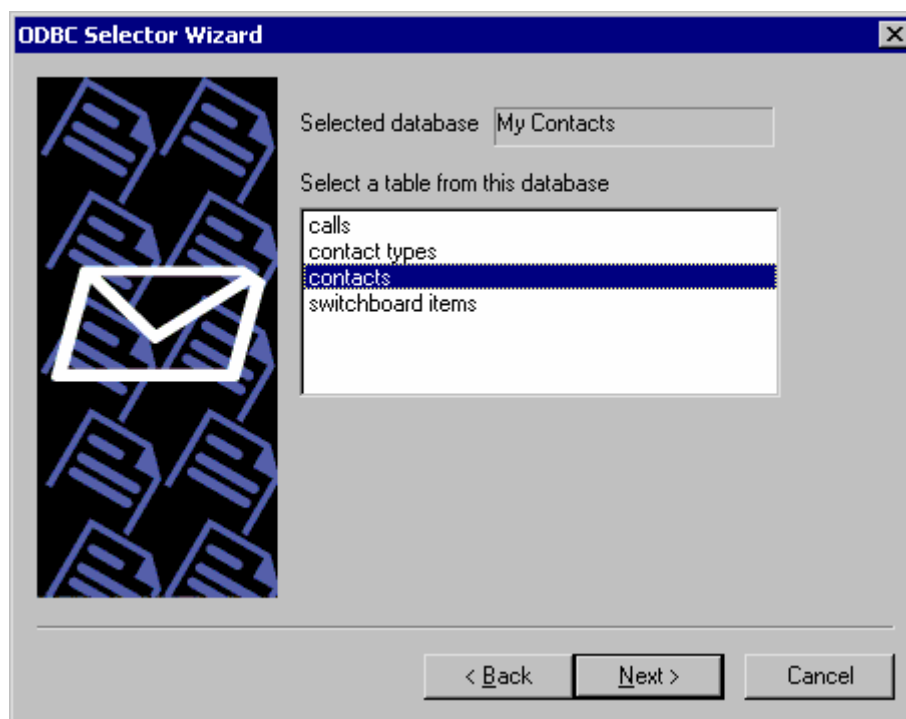 ODBC Selector Wizard
Selected database My Contacts
Select a table from this database
calls
contact types
contacts
switchboard items
< Back Next > Cancel